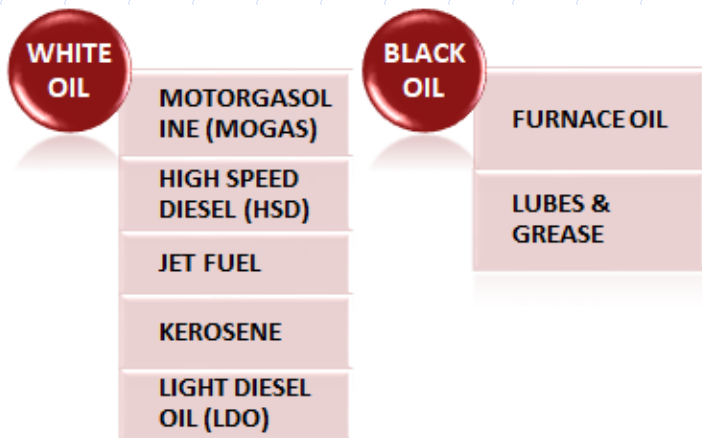 WHITE
OIL
MOTORGASOL
INE (MOGAS)
HIGH SPEED
DIESEL (HSD)
JET FUEL
KEROSENE
LIGHT DIESEL
OIL (LDO)
BLACK
OIL
FURNACE OIL
LUBES &
GREASE